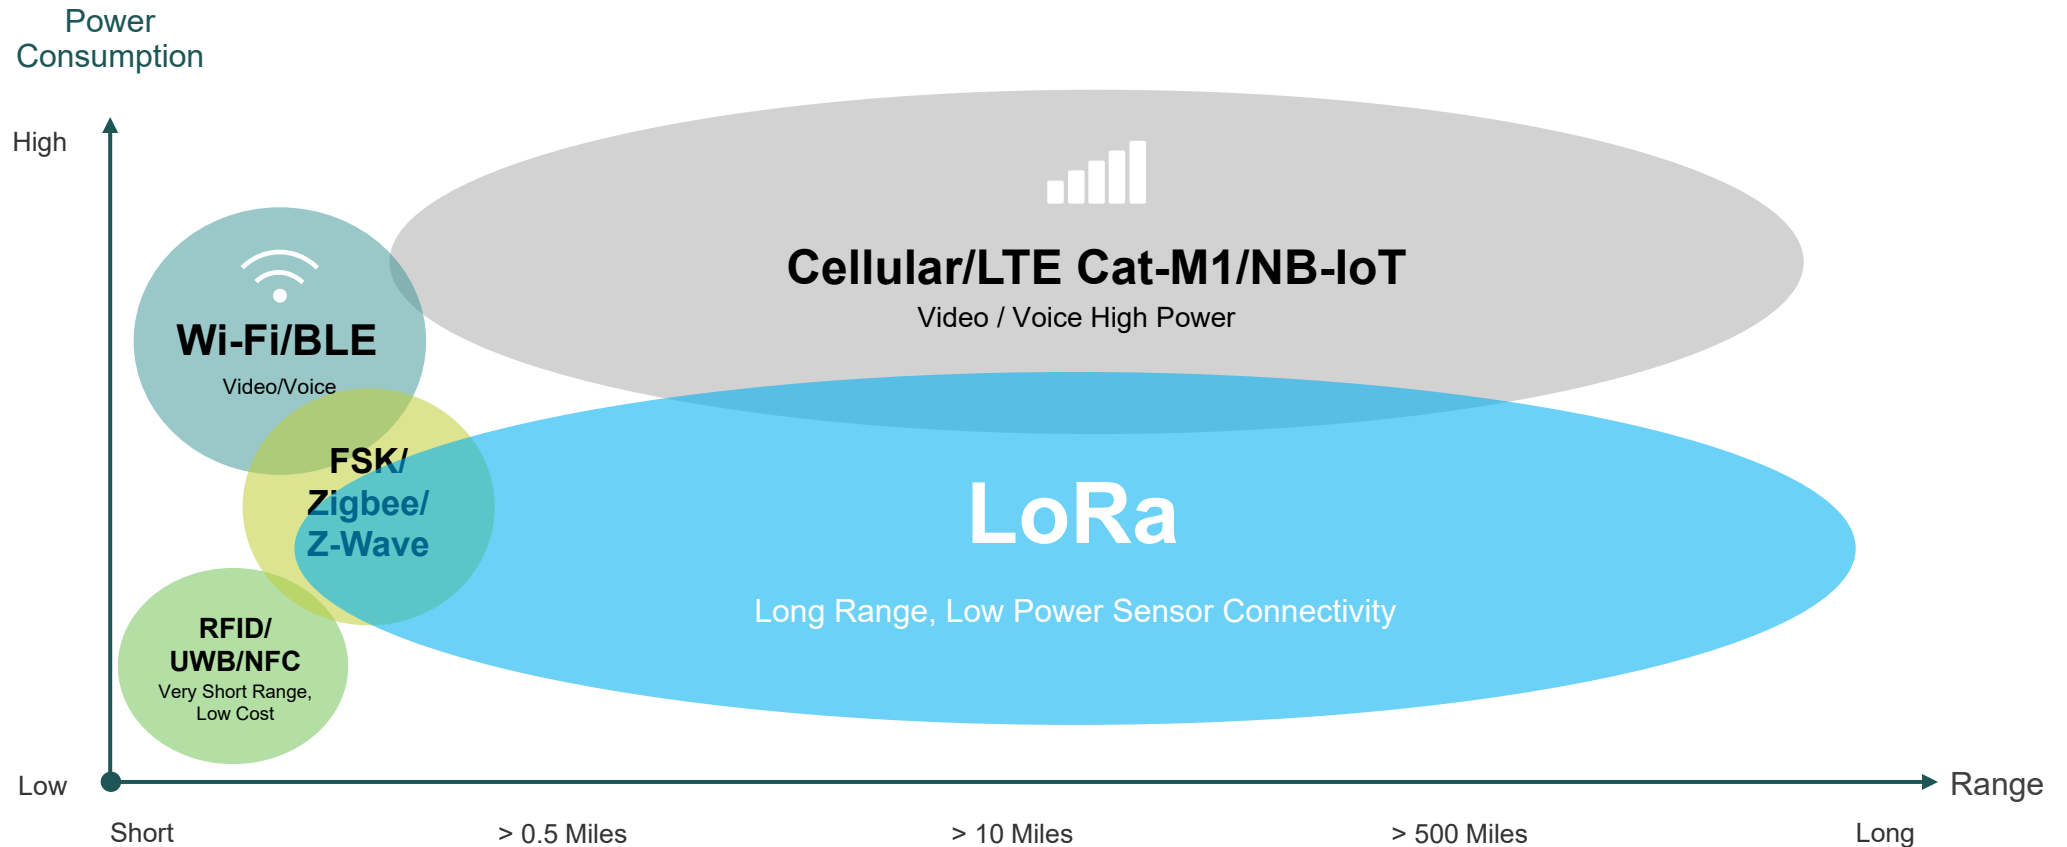 Power
Consumption
High
Cellular/LTE Cat-M1/NB-IoT
Video / Voice High Power
Wi-Fi/BLE
Video/Voice
FSK/
Zigbee/
Z-Wave
LoRa
Long Range, Low Power Sensor Connectivity
RFID/
UWB/NFC
Very Short Range,
Low Cost
Low
Range
Short
> 0.5 Miles
> 10 Miles
> 500 Miles
Long